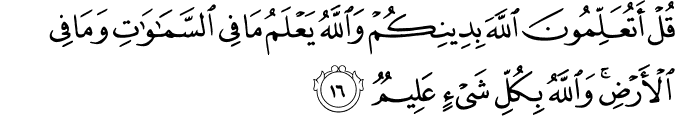 قُلْ أَتُعَلِّمُونَ ٱللَّهَ بِدِينِكُمْ وَٱللَّهُ يَعْلَمُ مَا فِى ٱلسَّمَـٰوَٰتِ وَمَا فِى
ٱلْأَرْضِ ۚ وَٱللَّهُ بِكُلِّ شَىْءٍ عَلِيمٌ ١٦